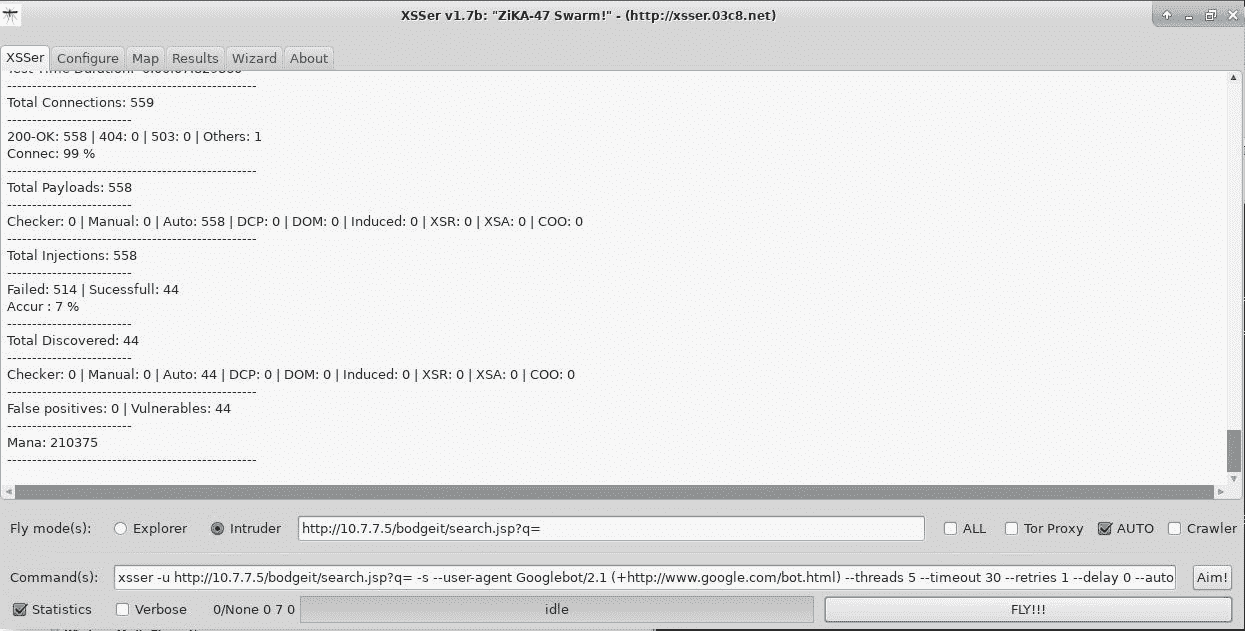 XSSer v1.7b: "ZiKA-47 Swarm!" - (http://xsser.03c8.net)
XSSer Configure Map Results Wizard About
-------------------------------------------------- 
Total Connections: 559
-------------------------
200-OK: 558 | 404: 0 | 503: 0 | Others: 1
Connec: 99 %
--------------------------------------------------
Total Payloads: 558
-------------------------
Checker: 0 | Manual: 0 | Auto: 558 | DCP: 0 | DOM: 0 | Induced: 0 | XSR: 0 | XSA: 0 | COO: 0
--------------------------------------------------
Total Injections: 558
-------------------------
Failed: 514 | Sucessfull: 44
Accur : 7 %
-------------------------
Total Discovered: 44
-------------------------
Checker: 0 | Manual: 0 | Auto: 44 | DCP: 0 | DOM: 0 | Induced: 0 | XSR: 0 | XSA: 0 | COO: 0
--------------------------------------------------
False positives: 0 | Vulnerables: 44
-------------------------
Mana: 210375
--------------------------------------------------
Fly mode(s): Explorer Intruder http://10.7.7.5/bodgeit/search.jsp?q= ALL Tor Proxy AUTO Crawler
Command(s): xsser -u http://10.7.7.5/bodgeit/search.jsp?q= -s --user-agent Googlebot/2.1 (+http://www.google.com/bot.html) --threads 5 --timeout 30 --retries 1 --delay 0 --auto Aim!
Statistics Verbose 0/None 0 7 0 idle FLY!!!